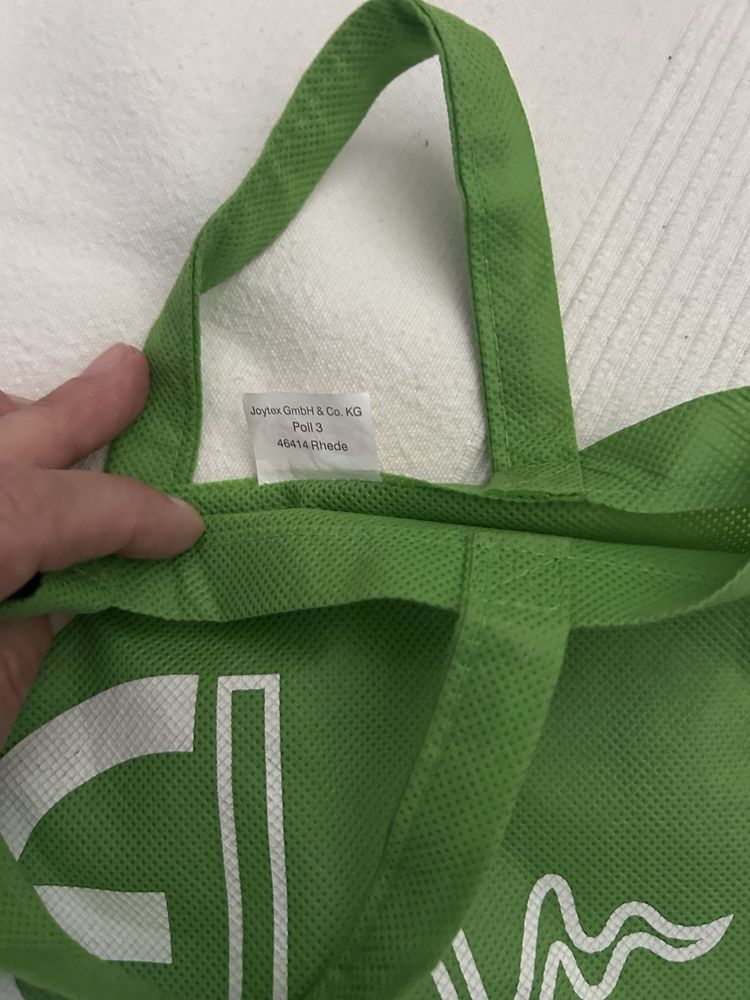 Joytex GmbH & Co. KG
Poll 3
46414 Rhede